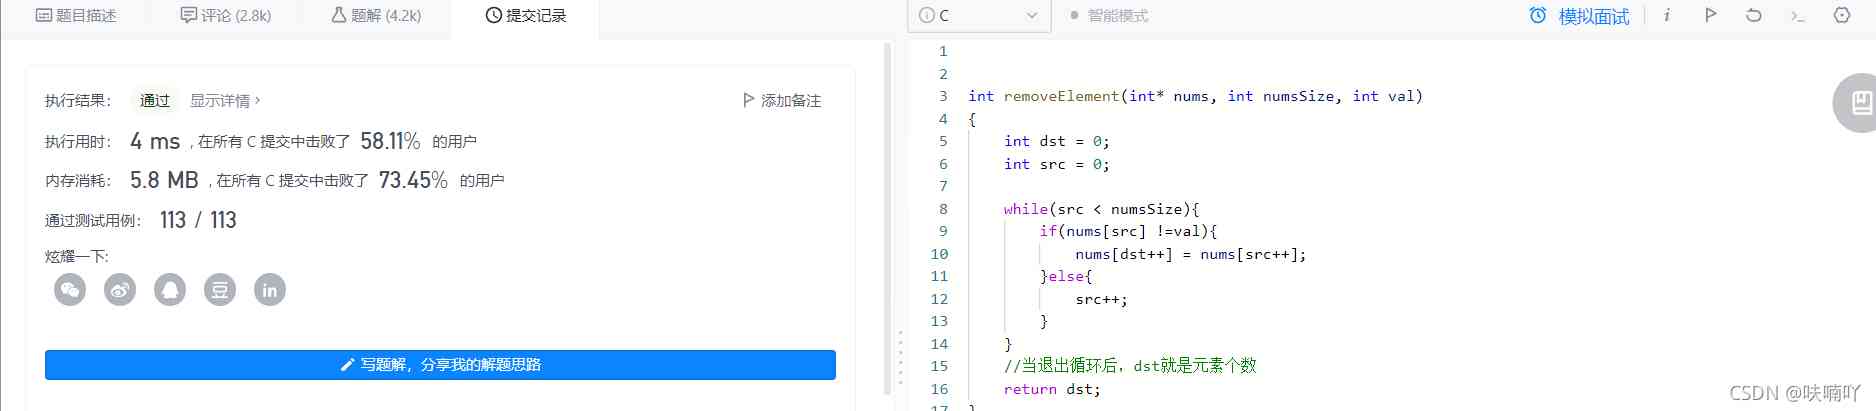 题目描述 评论 (2.8k) 题解 (4.2k) 提交记录
执行结果： 通过 显示详情 › 添加备注
执行用时： 4 ms , 在所有 C 提交中击败了 58.11% 的用户
内存消耗： 5.8 MB , 在所有 C 提交中击败了 73.45% 的用户
通过测试用例： 113 / 113
炫耀一下:
写题解，分享我的解题思路
C 智能模式 模拟面试
1
2
3 int removeElement(int* nums, int numsSize, int val)
4 {
5 int dst = 0;
6 int src = 0;
7
8 while(src < numsSize){
9 if(nums[src] !=val){
10 nums[dst++] = nums[src++];
11 }else{
12 src++;
13 }
14 }
15 //当退出循环后，dst就是元素个数
16 return dst;
17 }
CSDN @呋喃吖